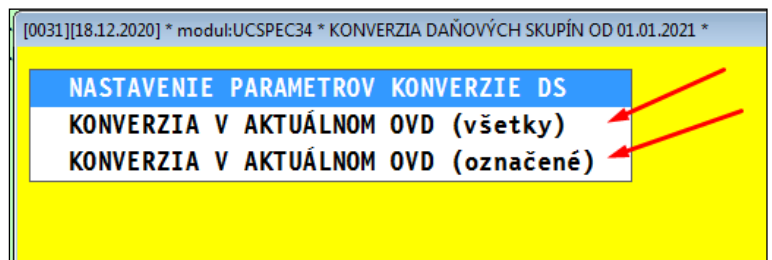 [0031][18.12.2020] * modul:UCSPEC34 * KONVERZIA DAŇOVÝCH SKUPÍN OD 01.01.2021 *
NASTAVENIE PARAMETROV KONVERZIE DS
KONVERZIA V AKTUÁLNOM OVD (všetky)
KONVERZIA V AKTUÁLNOM OVD (označené)